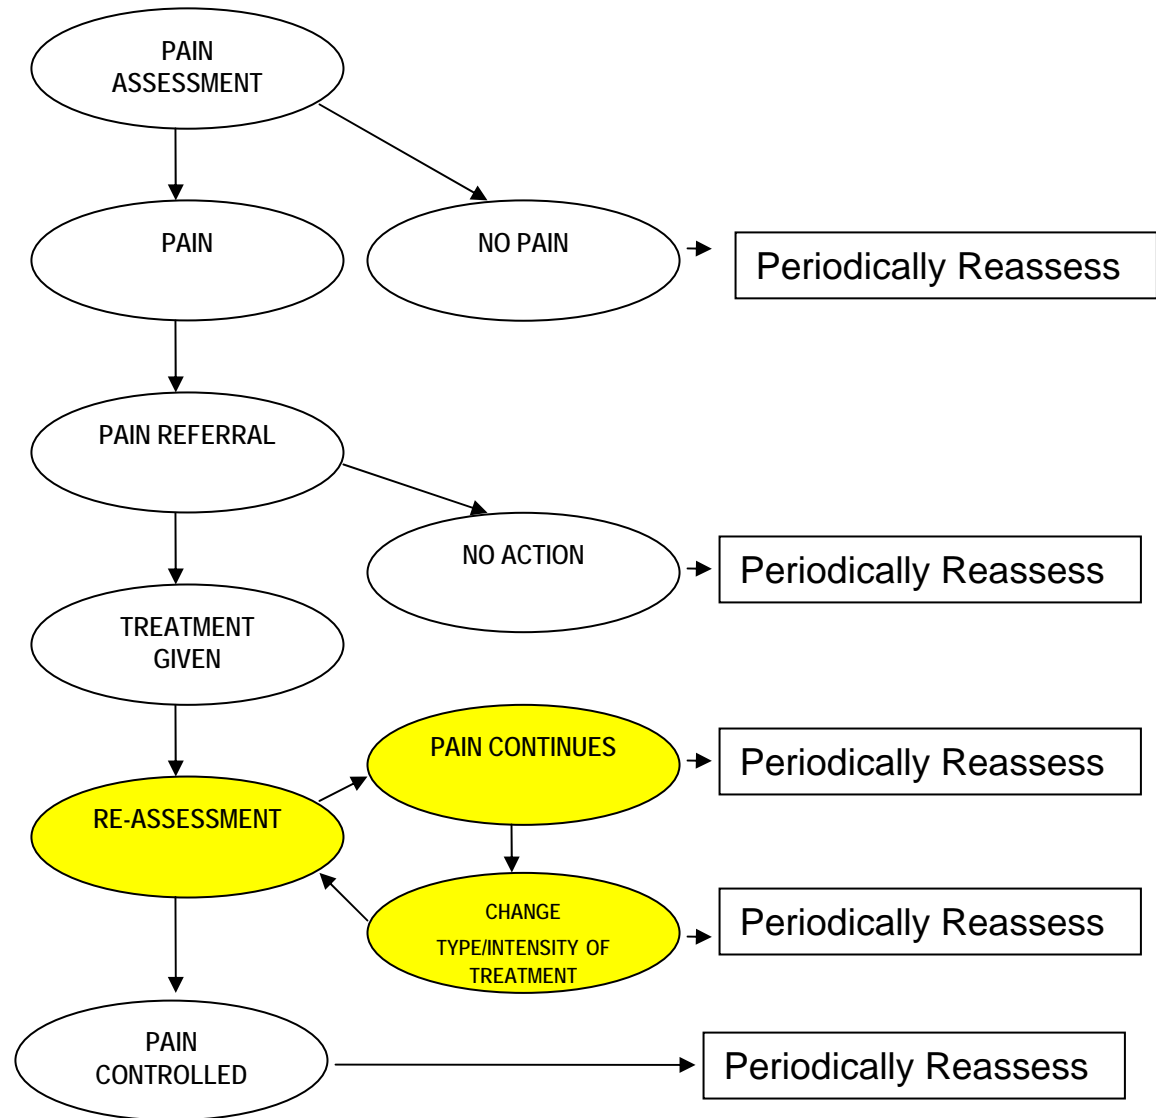 PAIN
ASSESSMENT
PAIN
NO PAIN
Periodically Reassess
PAIN REFERRAL
NO ACTION
Periodically Reassess
TREATMENT
GIVEN
PAIN CONTINUES
Periodically Reassess
RE-ASSESSMENT
CHANGE
TYPE/INTENSITY OF
TREATMENT
Periodically Reassess
PAIN
CONTROLLED
Periodically Reassess